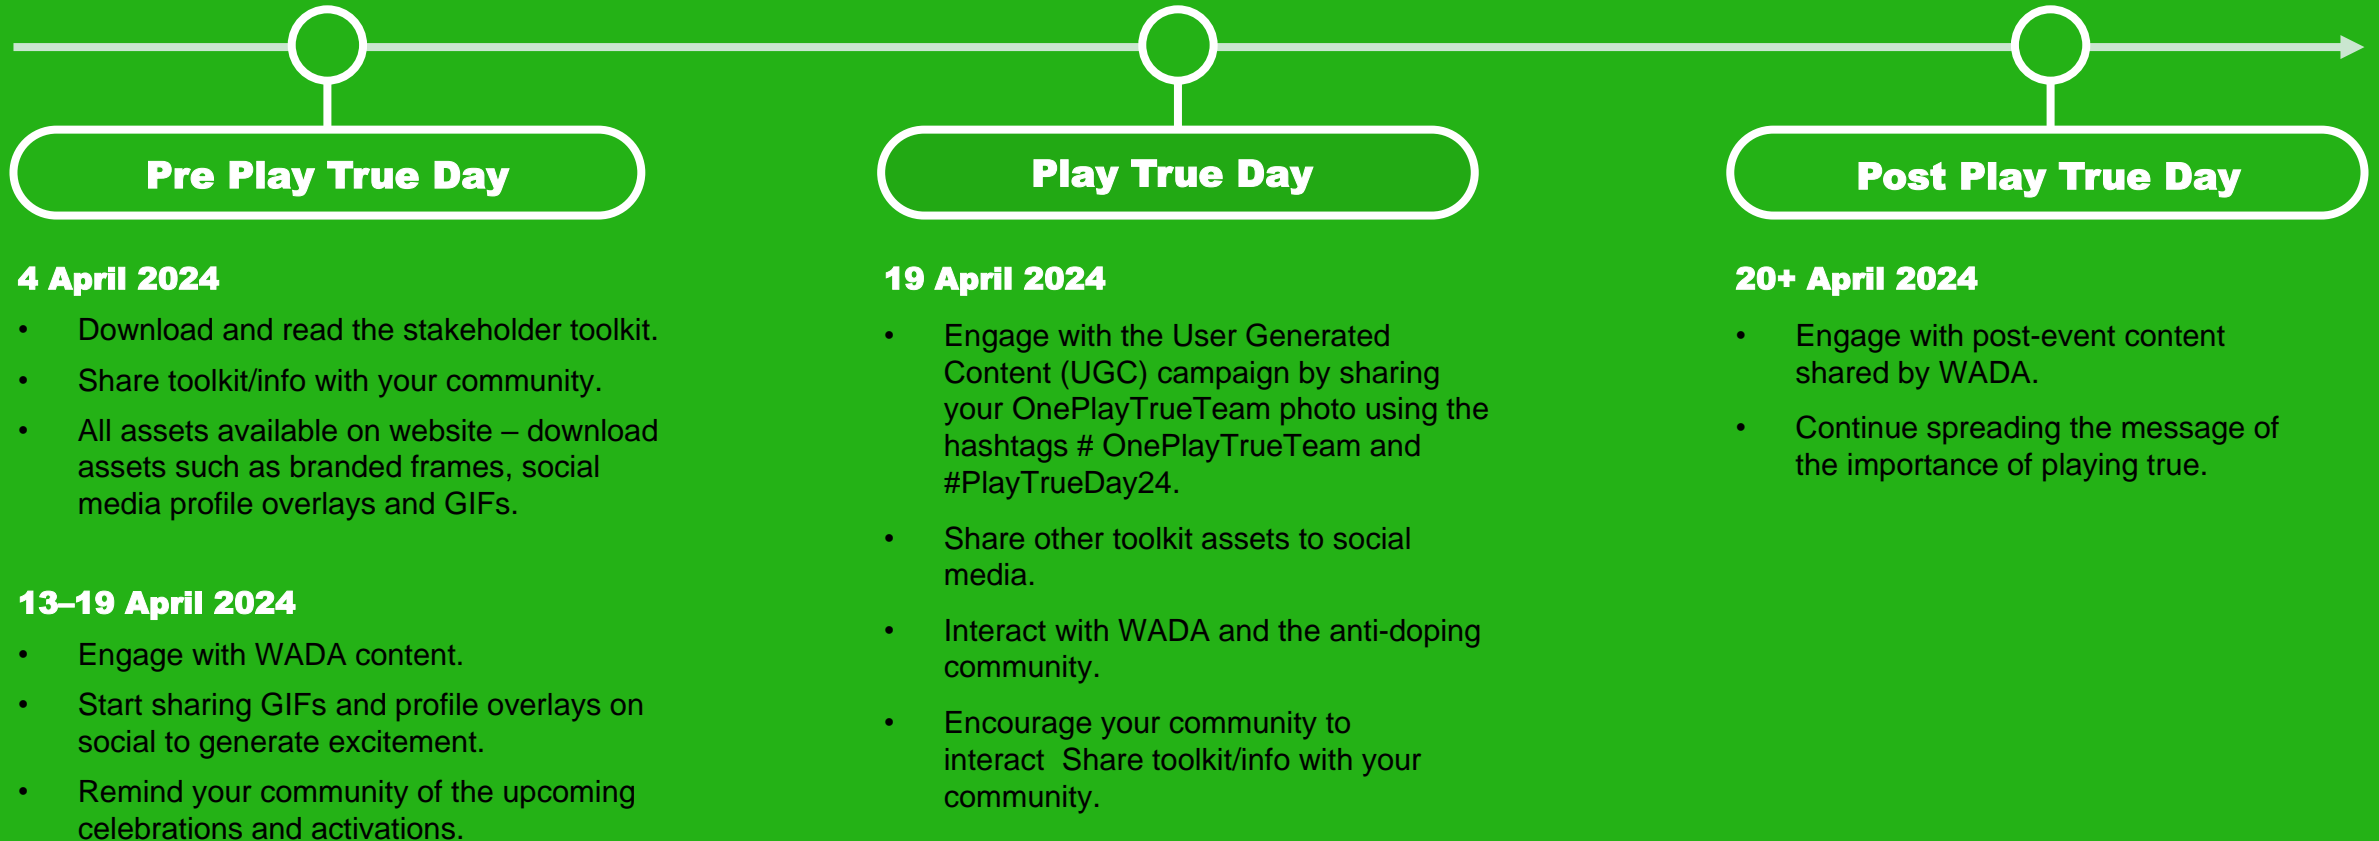 Pre Play True Day
4 April 2024
• Download and read the stakeholder toolkit.
• Share toolkit/info with your community.
• All assets available on website – download
assets such as branded frames, social
media profile overlays and GIFs.
13–19 April 2024
• Engage with WADA content.
• Start sharing GIFs and profile overlays on
social to generate excitement.
• Remind your community of the upcoming
celebrations and activations.
Play True Day
19 April 2024
• Engage with the User Generated
Content (UGC) campaign by sharing
your OnePlayTrueTeam photo using the
hashtags # OnePlayTrueTeam and
#PlayTrueDay24.
• Share other toolkit assets to social
media.
• Interact with WADA and the anti-doping
community.
• Encourage your community to
interact  Share toolkit/info with your
community.
Post Play True Day
20+ April 2024
• Engage with post-event content
shared by WADA.
• Continue spreading the message of
the importance of playing true.